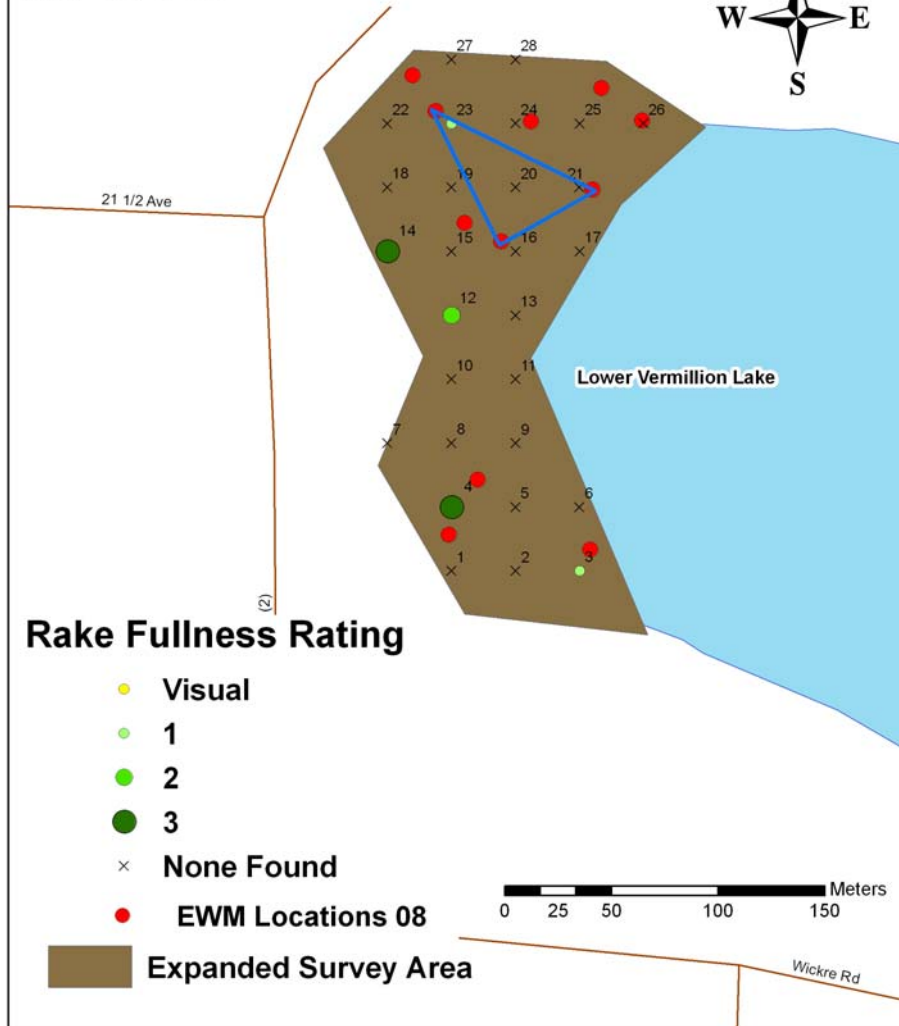 W E
S
27 28
22 23 24 25 26
18 19 20 21
21 1/2 Ave
14 15 16 17
12 13
Lower Vermillion Lake
10 11
7 8 9
4 5 6
1 2 3
(2)
Rake Fullness Rating
Visual
1
2
3
None Found
EWM Locations 08
Expanded Survey Area
Meters
0 25 50 100 150
Wickre Rd